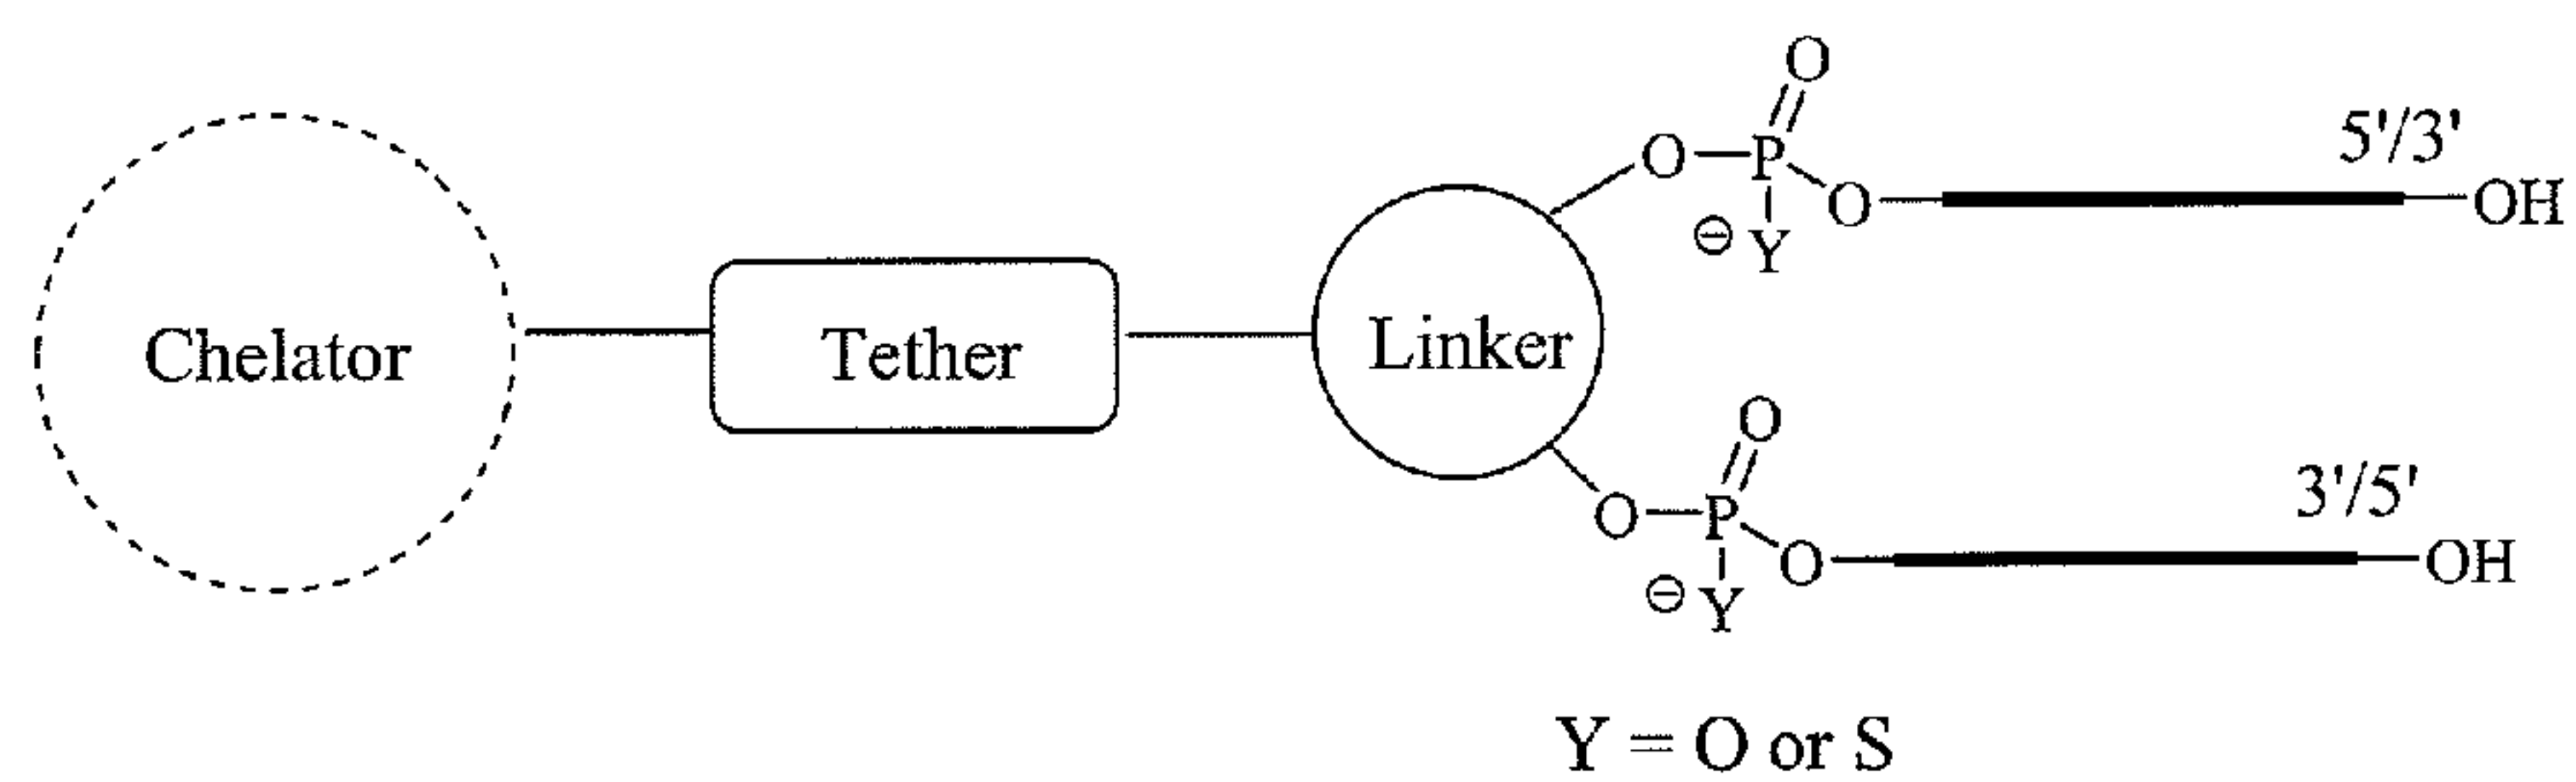 O
5'/3'
O P O OH
⊖ Y
Chelator Tether Linker
O
3'/5'
O P O OH
⊖ Y
Y = O or S